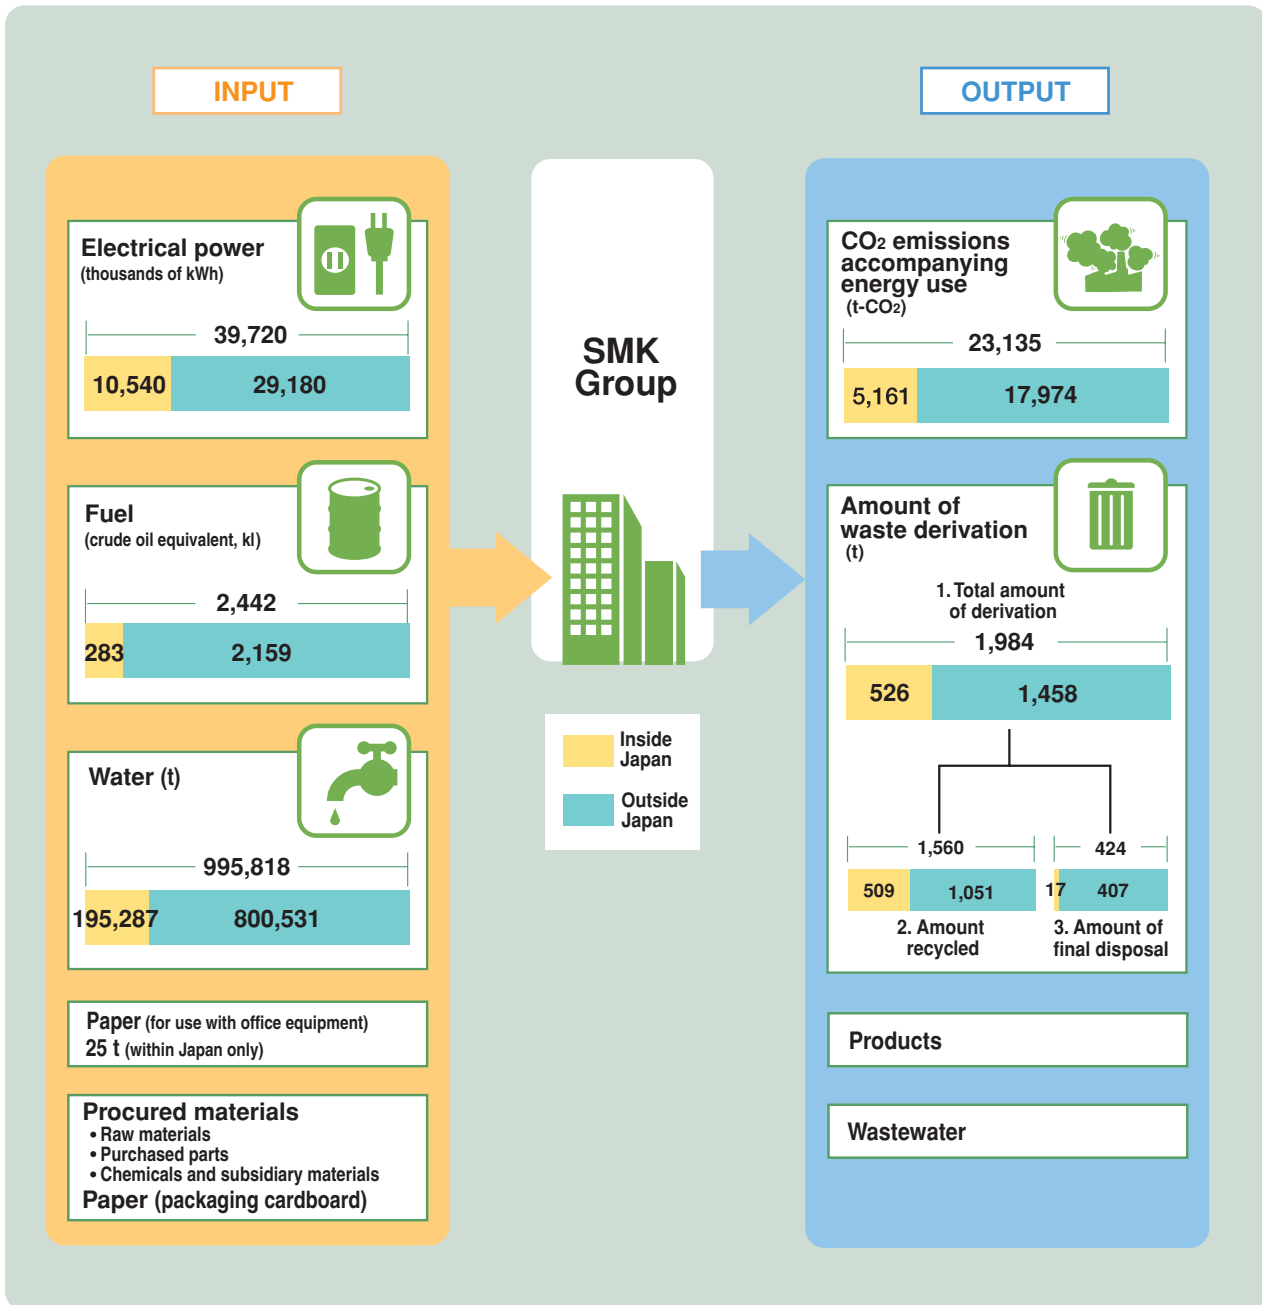 INPUT
Electrical power
(thousands of kWh)
39,720
10,540
29,180
Fuel
(crude oil equivalent, kl)
2,442
283
2,159
Water (t)
995,818
195,287
800,531
Paper (for use with office equipment)
25 t (within Japan only)
Procured materials
• Raw materials
• Purchased parts
• Chemicals and subsidiary materials
Paper (packaging cardboard)
SMK
Group
Inside
Japan
Outside
Japan
OUTPUT
CO2 emissions
accompanying
energy use
(t-CO2)
23,135
5,161
17,974
Amount of
waste derivation
(t)
1. Total amount
of derivation
1,984
526
1,458
1,560
509
1,051
2. Amount
recycled
424
17
407
3. Amount of
final disposal
Products
Wastewater